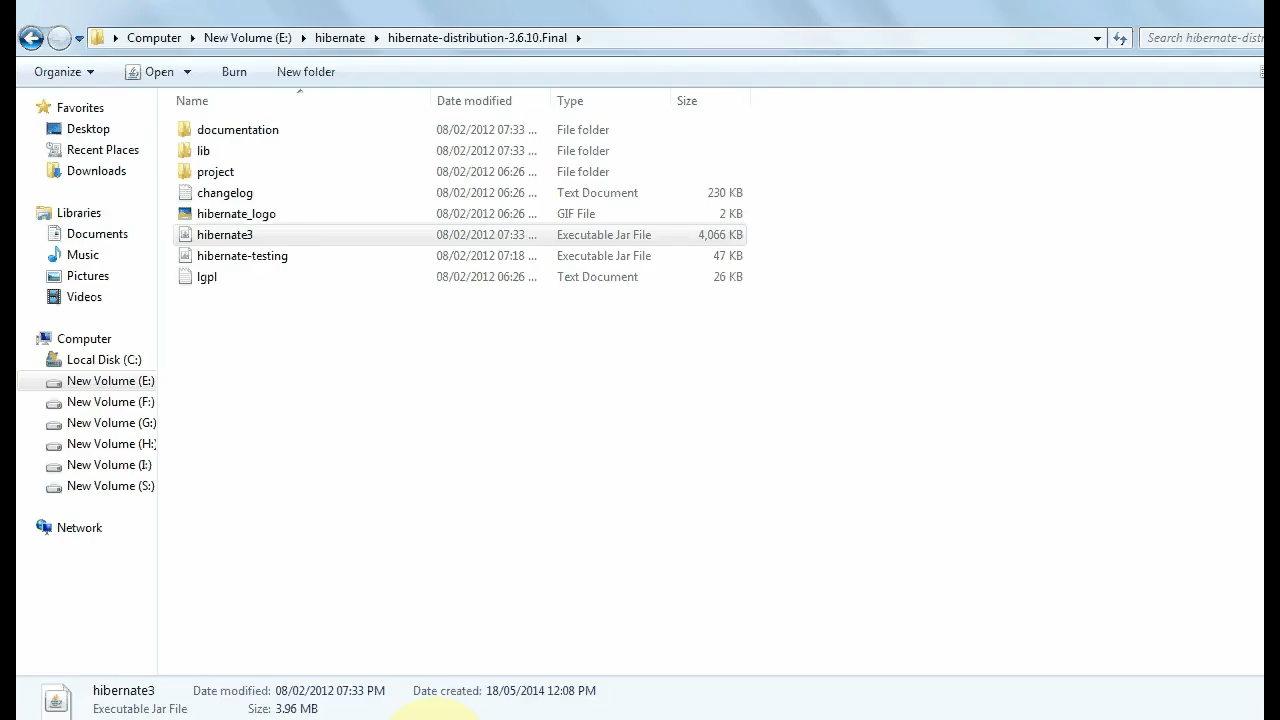 Computer New Volume (E:) hibernate hibernate-distribution-3.6.10.Final Search hibernate-distr
Organize Open Burn New folder
Name Date modified Type Size
documentation 08/02/2012 07:33 ... File folder
lib 08/02/2012 07:33 ... File folder
project 08/02/2012 06:26 ... File folder
changelog 08/02/2012 06:26 ... Text Document 230 KB
hibernate_logo 08/02/2012 06:26 ... GIF File 2 KB
hibernate3 08/02/2012 07:33 ... Executable Jar File 4,066 KB
hibernate-testing 08/02/2012 07:18 ... Executable Jar File 47 KB
lgpl 08/02/2012 06:26 ... Text Document 26 KB
Favorites
Desktop
Recent Places
Downloads
Libraries
Documents
Music
Pictures
Videos
Computer
Local Disk (C:)
New Volume (E:)
New Volume (F:)
New Volume (G:)
New Volume (H:)
New Volume (I:)
New Volume (S:)
Network
hibernate3 Date modified: 08/02/2012 07:33 PM Date created: 18/05/2014 12:08 PM
Executable Jar File Size: 3.96 MB